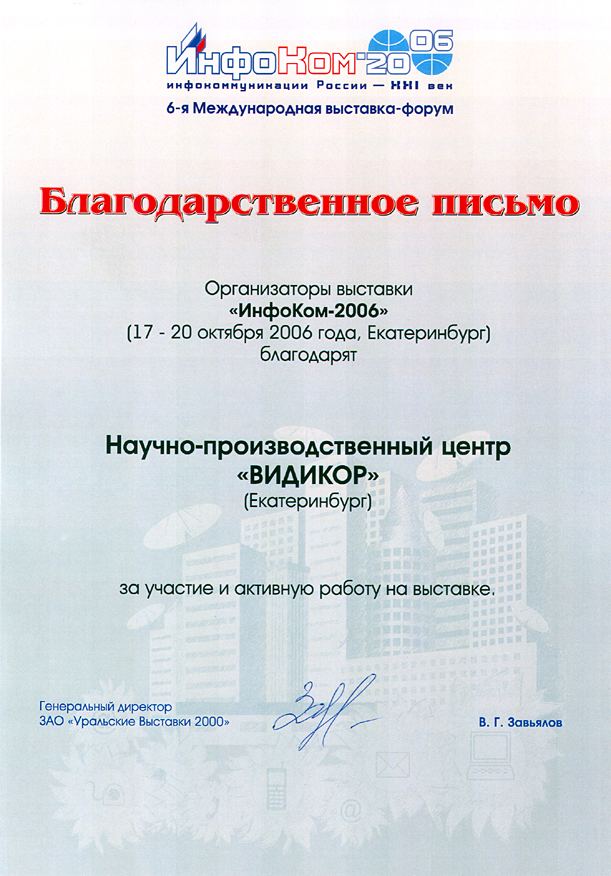 ИнфоКом-2006
инфокоммуникации России — XXI век
6-я Международная выставка-форум
Благодарственное письмо
Организаторы выставки
«ИнфоКом-2006»
(17 - 20 октября 2006 года, Екатеринбург)
благодарят
Научно-производственный центр
«ВИДИКОР»
(Екатеринбург)
за участие и активную работу на выставке.
Генеральный директор
ЗАО «Уральские Выставки 2000»
В. Г. Завьялов
@